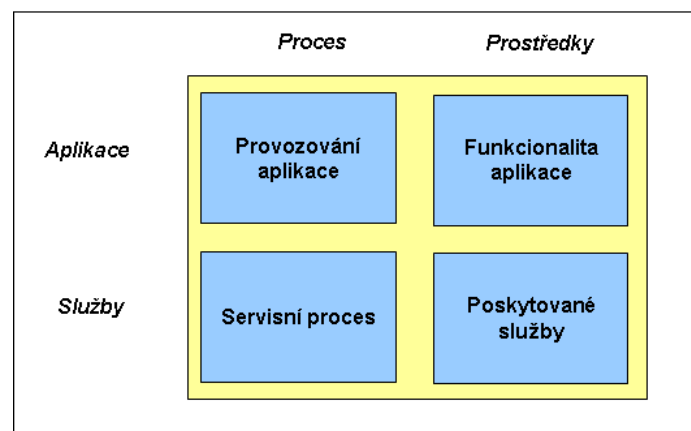 Proces
Prostředky
Aplikace
Provozování
aplikace
Funkcionalita
aplikace
Služby
Servisní proces
Poskytované
služby